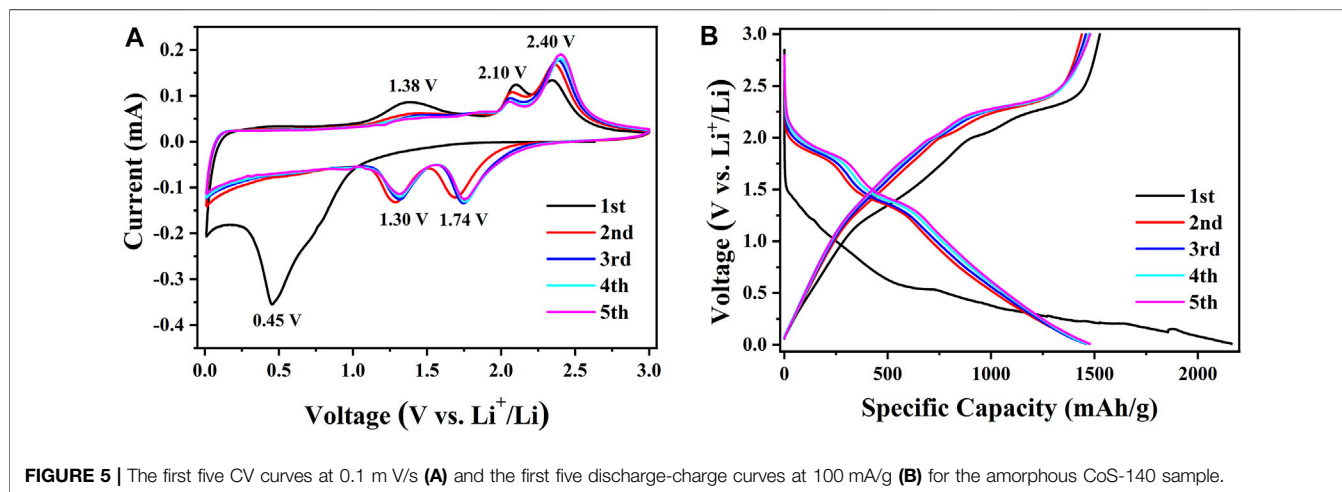 A
0.2
0.1
0.0
-0.1
-0.2
-0.3
-0.4
Current (mA)
1.38 V
2.10 V
2.40 V
1.30 V
1.74 V
0.45 V
1st
2nd
3rd
4th
5th
0.0 0.5 1.0 1.5 2.0 2.5 3.0
Voltage (V vs. Li⁺/Li)
B
3.0
2.5
2.0
1.5
1.0
0.5
0.0
Voltage (V vs. Li⁺/Li)
1st
2nd
3rd
4th
5th
0 500 1000 1500 2000
Specific Capacity (mAh/g)
FIGURE 5 | The first five CV curves at 0.1 m V/s (A) and the first five discharge-charge curves at 100 mA/g (B) for the amorphous CoS-140 sample.